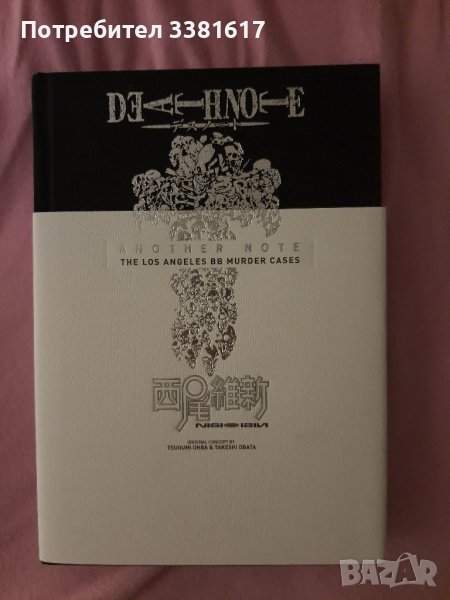 Потребител 3381617
DEATH NOTE
デスノート
ANOTHER NOTE
THE LOS ANGELES BB MURDER CASES
西尾維新
NISIOISIN
ORIGINAL CONCEPT BY
TSUGUMI OHBA & TAKESHI OBATA
BAZAR